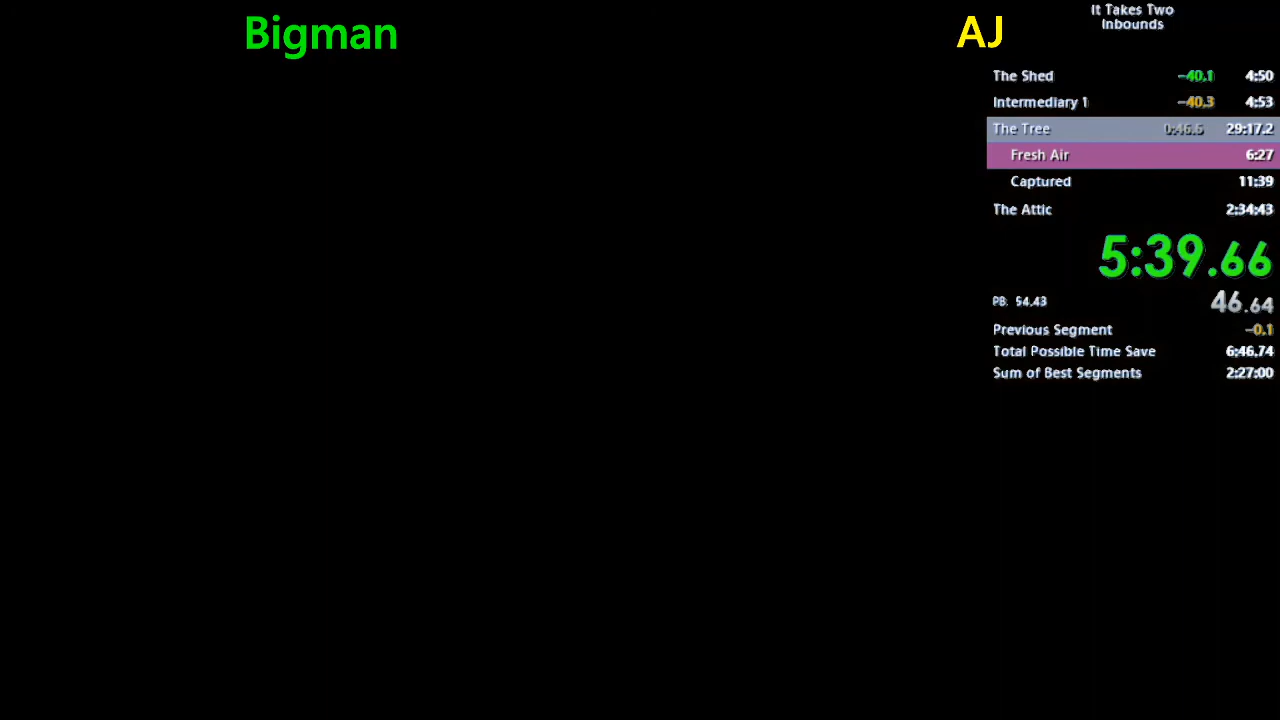 Bigman
AJ
It Takes Two
Inbounds
The Shed -40.1 4:50
Intermediary 1 -40.3 4:53
The Tree 0:46.6 29:17.2
Fresh Air 6:27
Captured 11:39
The Attic 2:34:43
5:39.66
PB: 54.43 46.64
Previous Segment -0.1
Total Possible Time Save 6:46.74
Sum of Best Segments 2:27:00